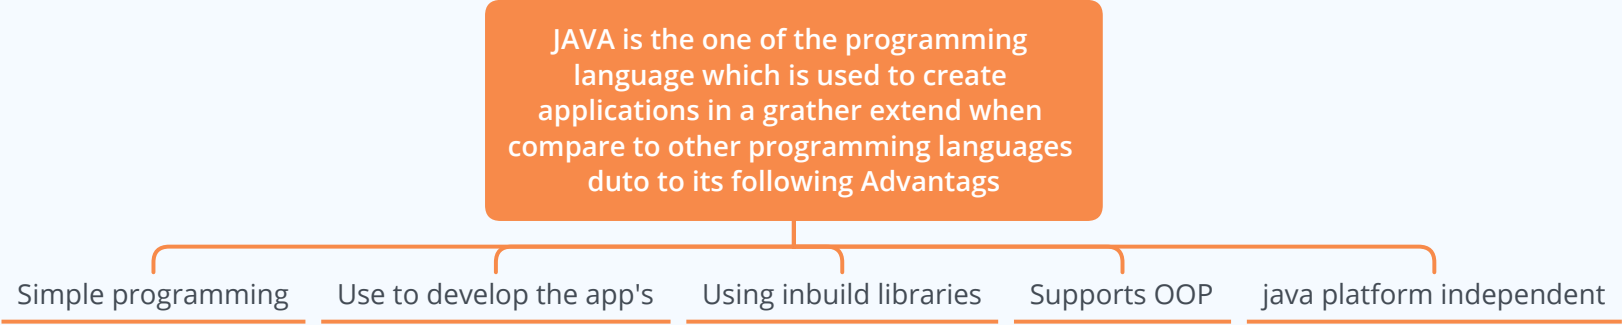 JAVA is the one of the programming
language which is used to create
applications in a grather extend when
compare to other programming languages
duto to its following Advantags
Simple programming
Use to develop the app's
Using inbuild libraries
Supports OOP
java platform independent